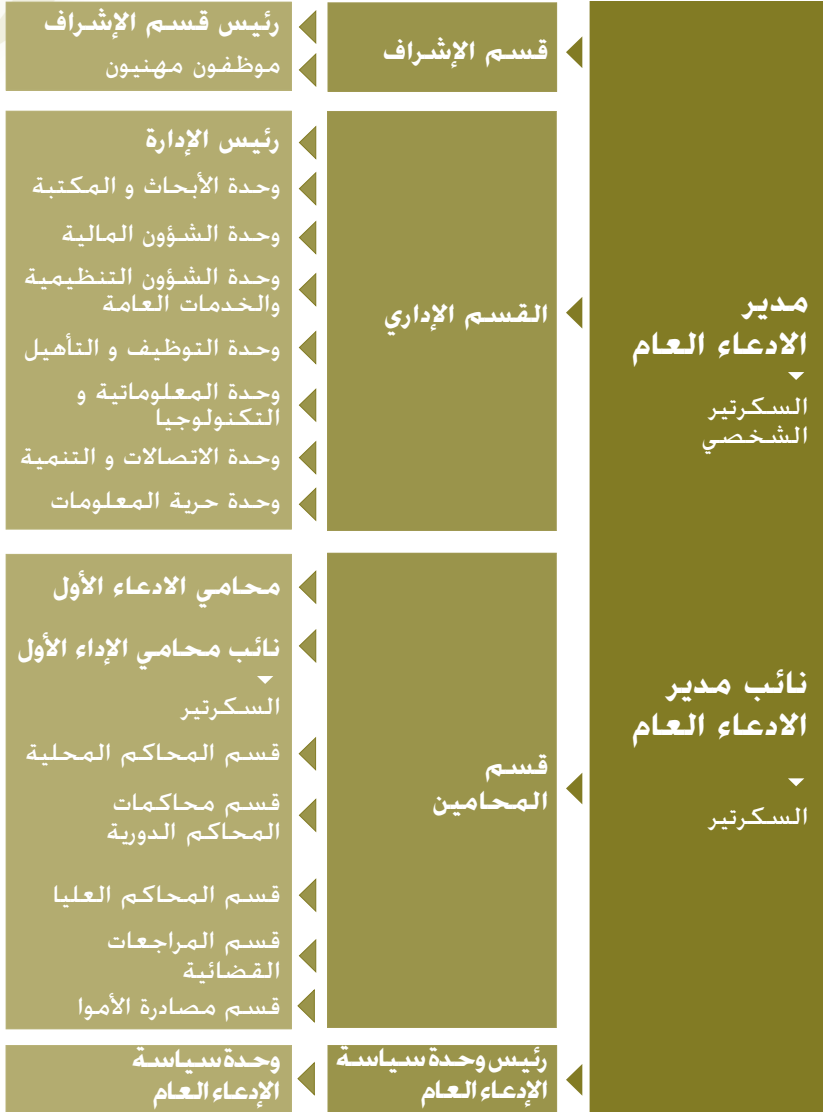 مدير
الادعاء العام
السكرتير
الشخصي
نائب مدير
الادعاء العام
السكرتير
قسم الإشراف
رئيس قسم الإشراف
موظفون مهنيون
القسم الإداري
رئيس الإدارة
وحدة الأبحاث و المكتبة
وحدة الشؤون المالية
وحدة الشؤون التنظيمية
والخدمات العامة
وحدة التوظيف و التأهيل
وحدة المعلوماتية و
التكنولوجيا
وحدة الاتصالات و التنمية
وحدة حرية المعلومات
قسم
المحامين
محامي الادعاء الأول
نائب محامي الإداء الأول
السكرتير
قسم المحاكم المحلية
قسم محاكمات
المحاكم الدورية
قسم المحاكم العليا
قسم المراجعات
القضائية
قسم مصادرة الأموا
رئيس وحدة سياسة
الإدعاء العام
وحدة سياسة
الإدعاء العام